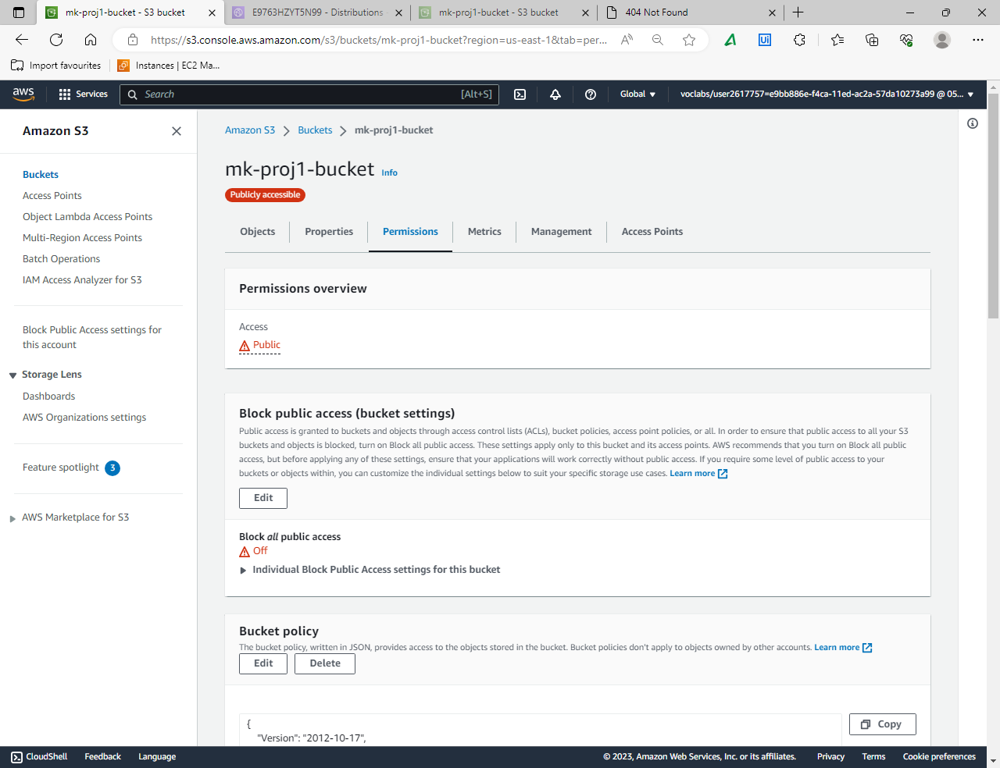 mk-proj1-bucket - S3 bucket
E9763HZYT5N99 - Distributions
mk-proj1-bucket - S3 bucket
404 Not Found
https://s3.console.aws.amazon.com/s3/buckets/mk-proj1-bucket?region=us-east-1&tab=per...
Import favourites
Instances | EC2 Ma...
aws
Services
Search
[Alt+S]
Global
voclabs/user2617757=e9bb886e-f4ca-11ed-ac2a-57da10273a99 @ 05...
Amazon S3
Buckets
Access Points
Object Lambda Access Points
Multi-Region Access Points
Batch Operations
IAM Access Analyzer for S3
Block Public Access settings for
this account
Storage Lens
Dashboards
AWS Organizations settings
Feature spotlight 3
AWS Marketplace for S3
Amazon S3 > Buckets > mk-proj1-bucket
mk-proj1-bucket Info
Publicly accessible
Objects
Properties
Permissions
Metrics
Management
Access Points
Permissions overview
Access
Public
Block public access (bucket settings)
Public access is granted to buckets and objects through access control lists (ACLs), bucket policies, access point policies, or all. In order to ensure that public access to all your S3
buckets and objects is blocked, turn on Block all public access. These settings apply only to this bucket and its access points. AWS recommends that you turn on Block all public
access, but before applying any of these settings, ensure that your applications will work correctly without public access. If you require some level of public access to your
buckets or objects within, you can customize the individual settings below to suit your specific storage use cases. Learn more
Edit
Block all public access
Off
Individual Block Public Access settings for this bucket
Bucket policy
The bucket policy, written in JSON, provides access to the objects stored in the bucket. Bucket policies don't apply to objects owned by other accounts. Learn more
Edit
Delete
{
"Version": "2012-10-17",
Copy
CloudShell
Feedback
Language
© 2023, Amazon Web Services, Inc. or its affiliates.
Privacy
Terms
Cookie preferences